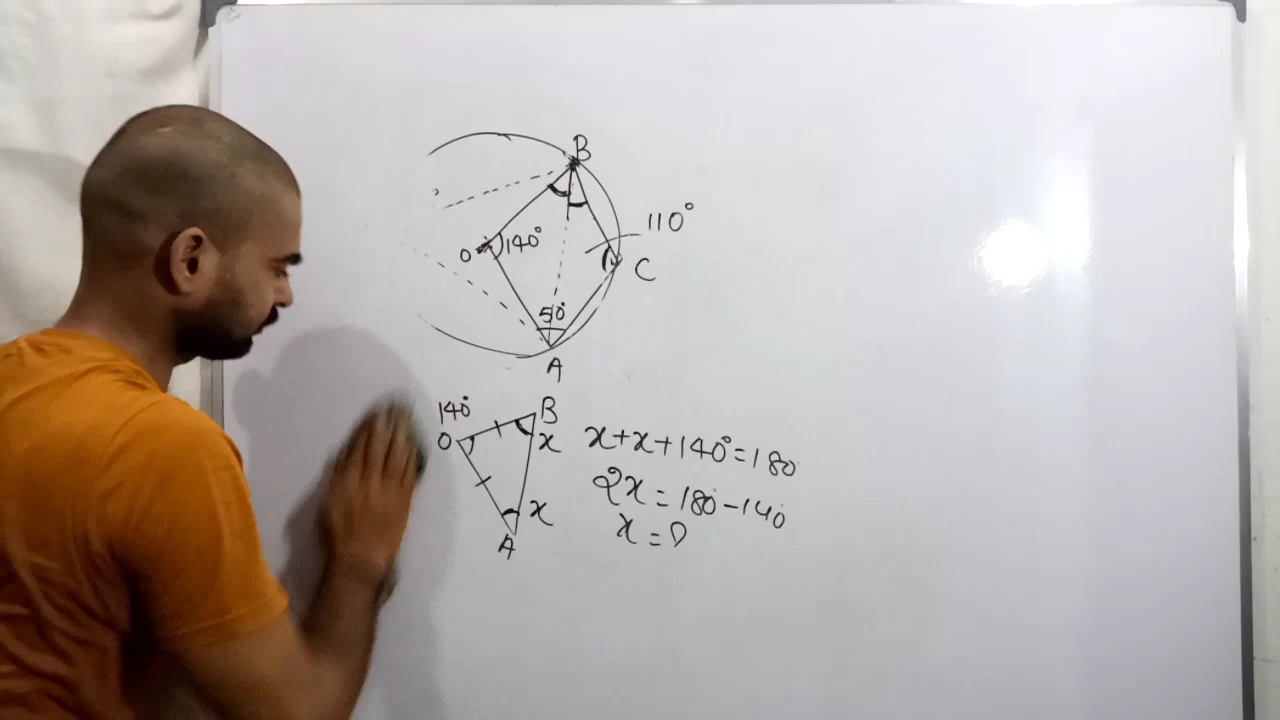 B
110°
O 140°
C
50°
A
140°
B
O
x
x
A
x+x+140°=180
2x=180-140
x=